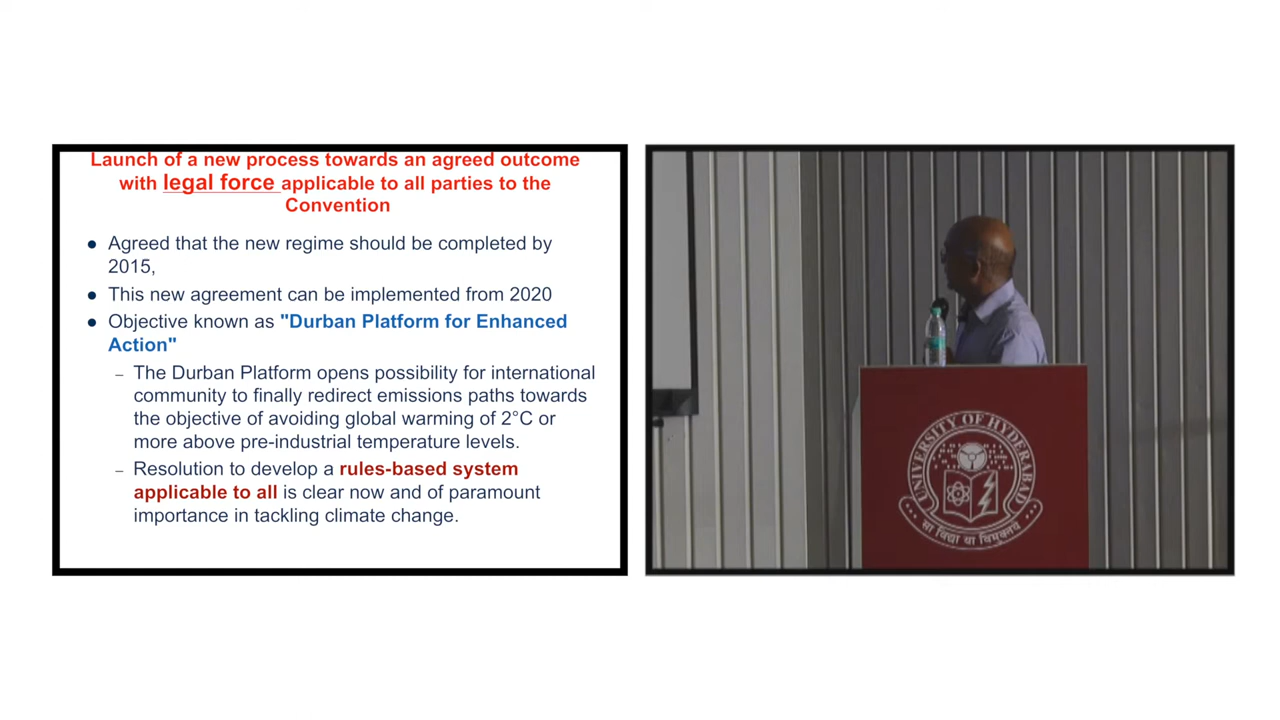 Launch of a new process towards an agreed outcome
with legal force applicable to all parties to the
Convention
● Agreed that the new regime should be completed by
2015,
● This new agreement can be implemented from 2020
● Objective known as "Durban Platform for Enhanced
Action"
– The Durban Platform opens possibility for international
community to finally redirect emissions paths towards
the objective of avoiding global warming of 2°C or
more above pre-industrial temperature levels.
– Resolution to develop a rules-based system
applicable to all is clear now and of paramount
importance in tackling climate change.
UNIVERSITY OF HYDERABAD
सा विद्या या विमुक्तये